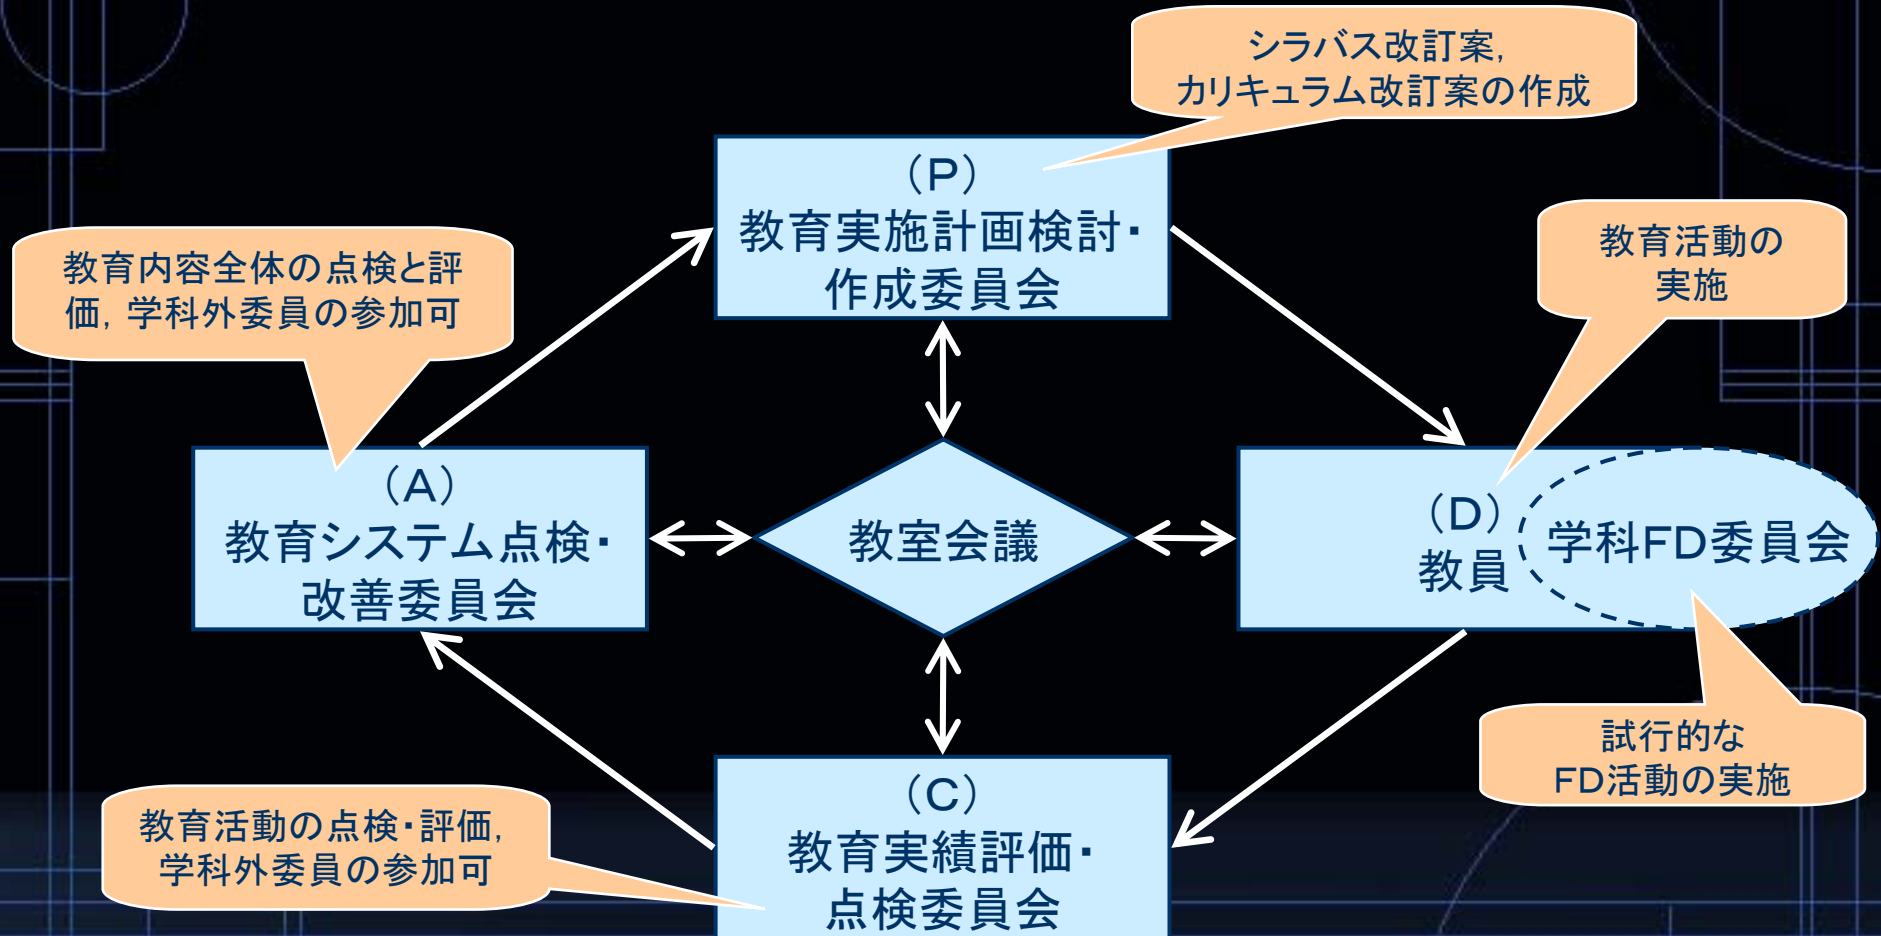 シラバス改訂案,
カリキュラム改訂案の作成
（P）
教育実施計画検討・
作成委員会
教育活動の
実施
教育内容全体の点検と評
価, 学科外委員の参加可
（A）
教育システム点検・
改善委員会
教室会議
（D）
教員
学科FD委員会
試行的な
FD活動の実施
（C）
教育実績評価・
点検委員会
教育活動の点検・評価,
学科外委員の参加可